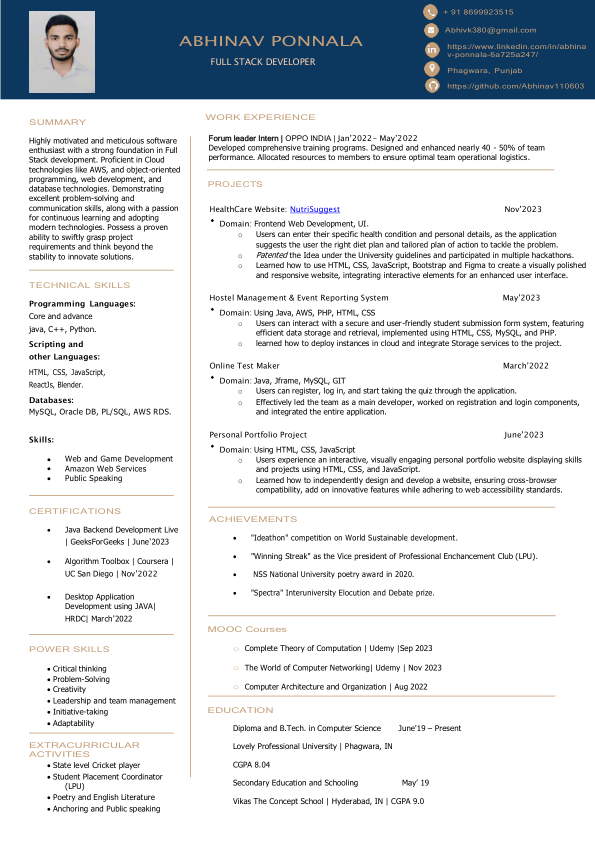 ABHINAV PONNALA
FULL STACK DEVELOPER
+ 91 8699923515
Abhivk380@gmail.com
https://www.linkedin.com/in/abhina
v-ponnala-6a725a247/
Phagwara, Punjab
https://github.com/Abhinav110603
SUMMARY
Highly motivated and meticulous software
enthusiast with a strong foundation in Full
Stack development. Proficient in Cloud
technologies like AWS, and object-oriented
programming, web development, and
database technologies. Demonstrating
excellent problem-solving and
communication skills, along with a passion
for continuous learning and adopting
modern technologies. Possess a proven
ability to swiftly grasp project
requirements and think beyond the
stability to innovate solutions.
TECHNICAL SKILLS
Programming Languages:
Core and advance
java, C++, Python.
Scripting and
other Languages:
HTML, CSS, JavaScript,
ReactJs, Blender.
Databases:
MySQL, Oracle DB, PL/SQL, AWS RDS.
Skills:
• Web and Game Development
• Amazon Web Services
• Public Speaking
CERTIFICATIONS
• Java Backend Development Live
| GeeksForGeeks | June'2023
• Algorithm Toolbox | Coursera |
UC San Diego | Nov'2022
• Desktop Application
Development using JAVA|
HRDC| March'2022
POWER SKILLS
• Critical thinking
• Problem-Solving
• Creativity
• Leadership and team management
• Initiative-taking
• Adaptability
EXTRACURRICULAR
ACTIVITIES
• State level Cricket player
• Student Placement Coordinator
(LPU)
• Poetry and English Literature
• Anchoring and Public speaking
WORK EXPERIENCE
Forum leader Intern | OPPO INDIA | Jan'2022 – May'2022
Developed comprehensive training programs. Designed and enhanced nearly 40 - 50% of team
performance. Allocated resources to members to ensure optimal team operational logistics.
PROJECTS
HealthCare Website: NutriSuggest Nov'2023
• Domain: Frontend Web Development, UI.
o Users can enter their specific health condition and personal details, as the application
suggests the user the right diet plan and tailored plan of action to tackle the problem.
o Patented the Idea under the University guidelines and participated in multiple hackathons.
o Learned how to use HTML, CSS, JavaScript, Bootstrap and Figma to create a visually polished
and responsive website, integrating interactive elements for an enhanced user interface.
Hostel Management & Event Reporting System May'2023
• Domain: Using Java, AWS, PHP, HTML, CSS
o Users can interact with a secure and user-friendly student submission form system, featuring
efficient data storage and retrieval, implemented using HTML, CSS, MySQL, and PHP.
o learned how to deploy instances in cloud and integrate Storage services to the project.
Online Test Maker March'2022
• Domain: Java, Jframe, MySQL, GIT
o Users can register, log in, and start taking the quiz through the application.
o Effectively led the team as a main developer, worked on registration and login components,
and integrated the entire application.
Personal Portfolio Project June'2023
• Domain: Using HTML, CSS, JavaScript
o Users experience an interactive, visually engaging personal portfolio website displaying skills
and projects using HTML, CSS, and JavaScript.
o Learned how to independently design and develop a website, ensuring cross-browser
compatibility, add on innovative features while adhering to web accessibility standards.
ACHIEVEMENTS
• "Ideathon" competition on World Sustainable development.
• "Winning Streak" as the Vice president of Professional Enchancement Club (LPU).
• NSS National University poetry award in 2020.
• "Spectra" Interuniversity Elocution and Debate prize.
MOOC Courses
o Complete Theory of Computation | Udemy |Sep 2023
o The World of Computer Networking| Udemy | Nov 2023
o Computer Architecture and Organization | Aug 2022
EDUCATION
Diploma and B.Tech. in Computer Science June'19 – Present
Lovely Professional University | Phagwara, IN
CGPA 8.04
Secondary Education and Schooling May' 19
Vikas The Concept School | Hyderabad, IN | CGPA 9.0